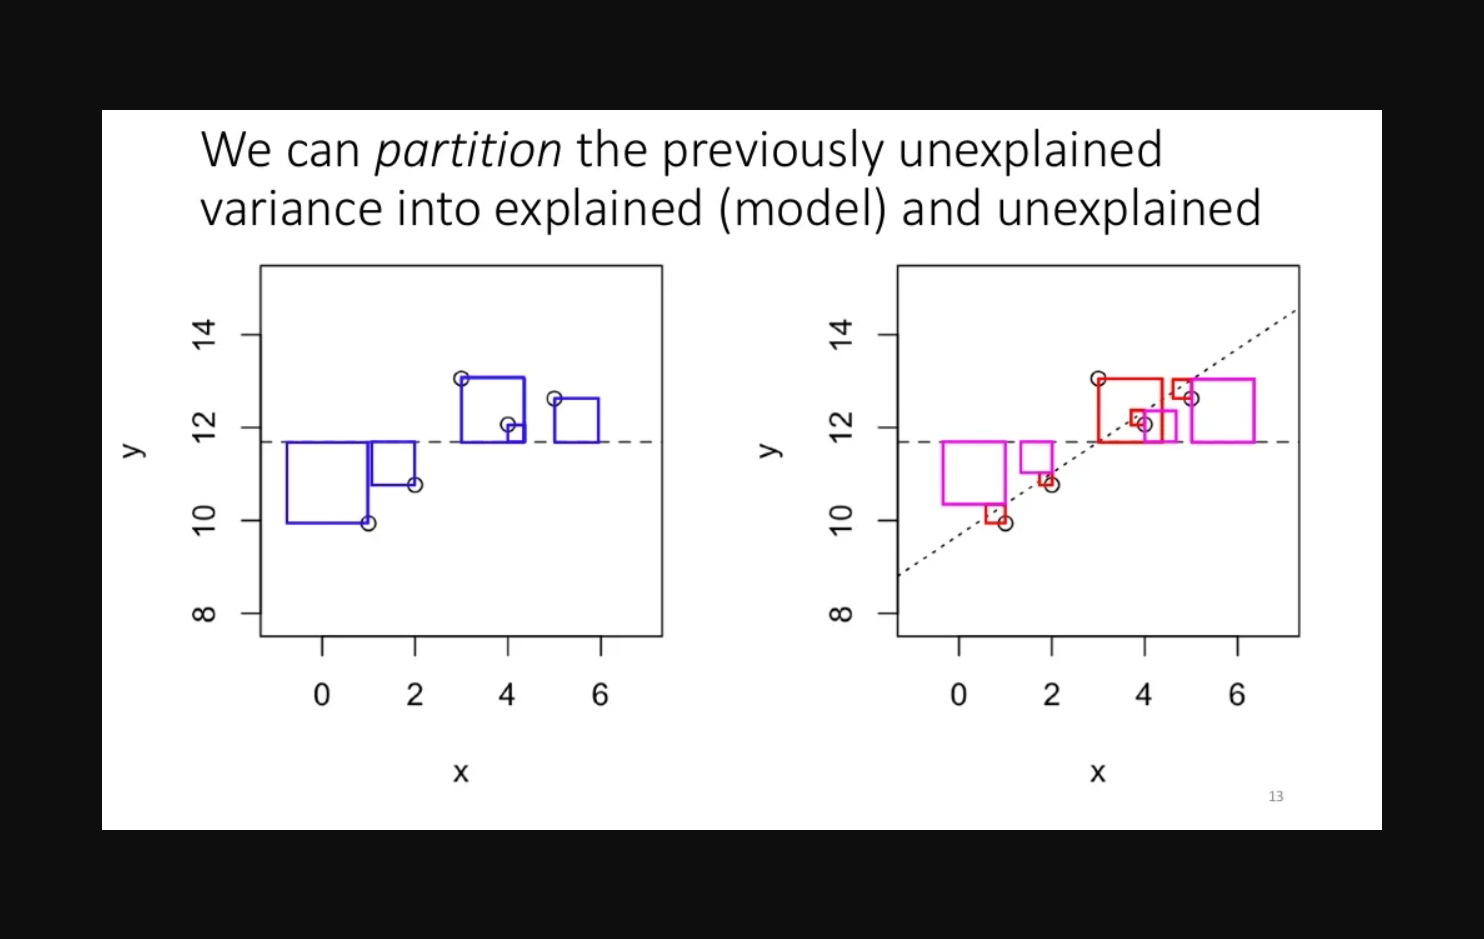 We can partition the previously unexplained
variance into explained (model) and unexplained
14
12
10
8
y
0 2 4 6
x
14
12
10
8
y
0 2 4 6
x
13